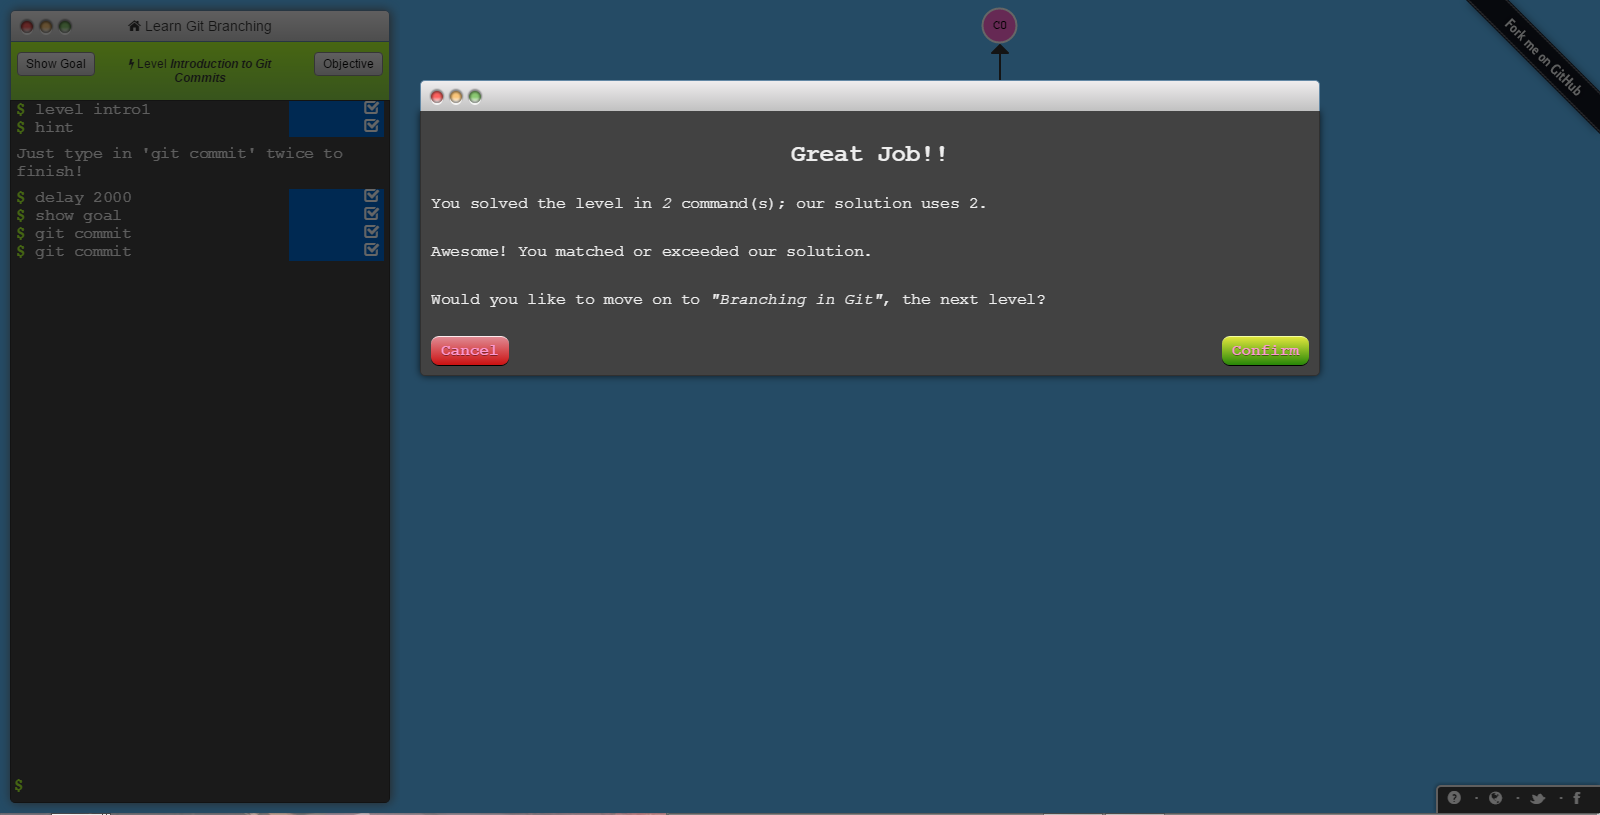 Learn Git Branching
Show Goal
Level Introduction to Git
Commits
Objective
$ level intro1
$ hint
Just type in 'git commit' twice to
finish!
$ delay 2000
$ show goal
$ git commit
$ git commit
$
C0
Fork me on GitHub
Great Job!!
You solved the level in 2 command(s); our solution uses 2.
Awesome! You matched or exceeded our solution.
Would you like to move on to "Branching in Git", the next level?
Cancel
Confirm